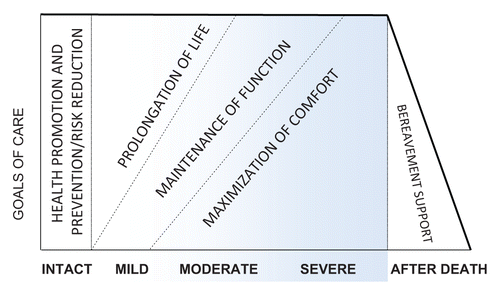 GOALS OF CARE
HEALTH PROMOTION AND
PREVENTION/RISK REDUCTION
PROLONGATION OF LIFE
MAINTENANCE OF FUNCTION
MAXIMIZATION OF COMFORT
BEREAVEMENT SUPPORT
INTACT MILD MODERATE SEVERE AFTER DEATH